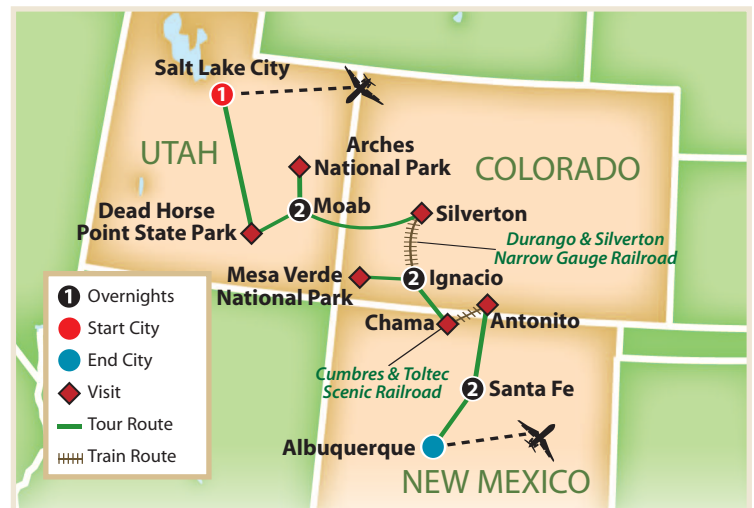 Salt Lake City
1
UTAH
Arches
National Park
COLORADO
2
Moab
Silverton
Dead Horse
Point State Park
Durango & Silverton
Narrow Gauge Railroad
Mesa Verde
National Park
2
Ignacio
Chama
Antonito
Cumbres & Toltec
Scenic Railroad
2
Santa Fe
Albuquerque
NEW MEXICO
1 Overnights
Start City
End City
Visit
Tour Route
Train Route